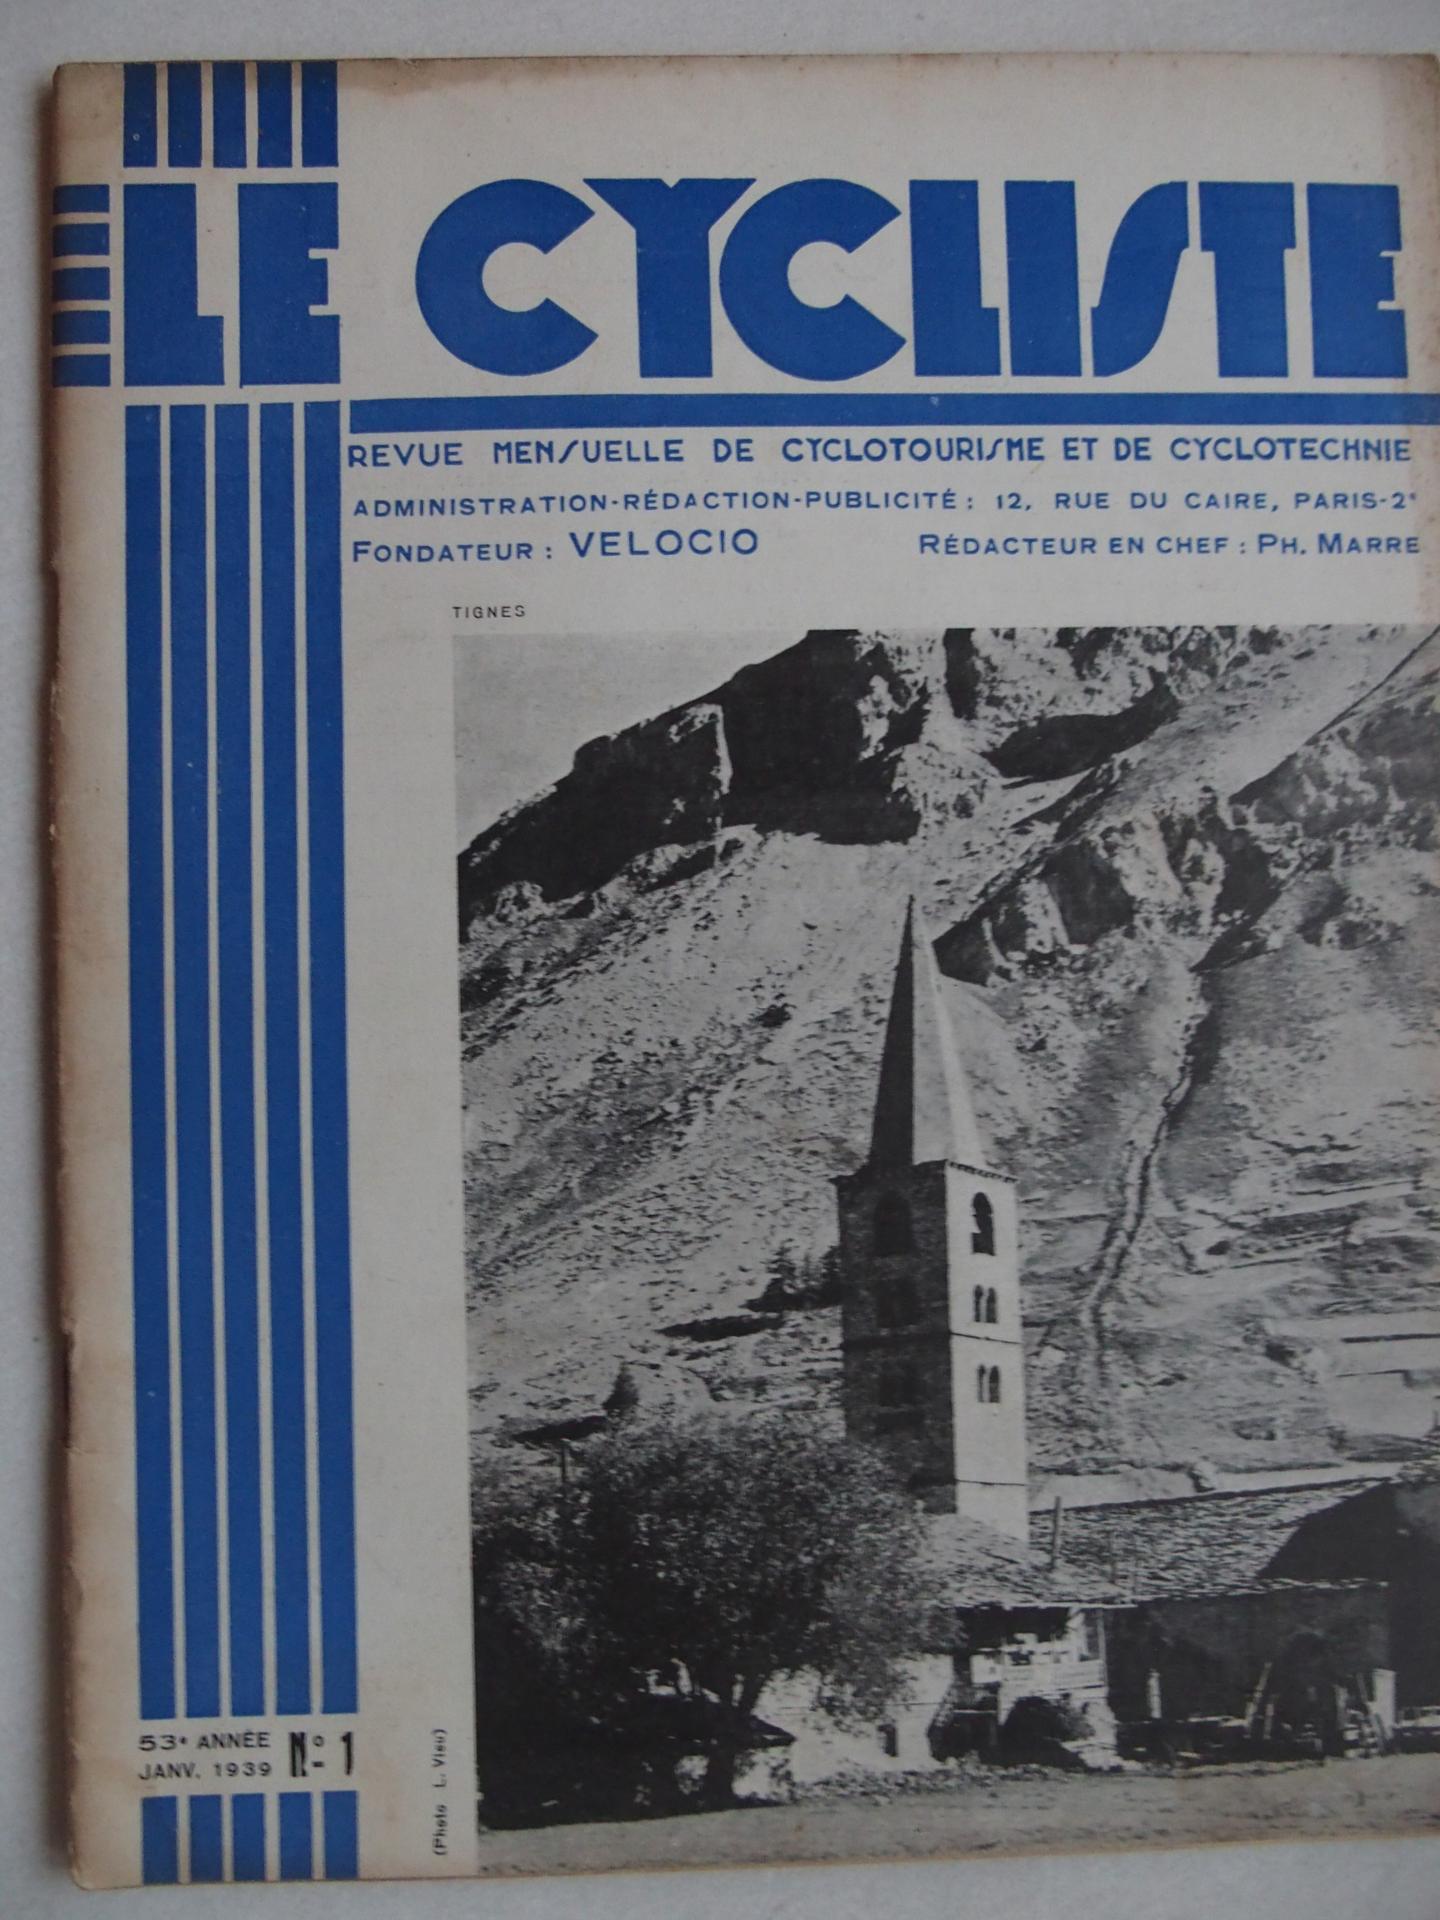 LE CYCLISTE
REVUE MENSUELLE DE CYCLOTOURISME ET DE CYCLOTECHNIE
ADMINISTRATION-RÉDACTION-PUBLICITÉ : 12, RUE DU CAIRE, PARIS-2e
FONDATEUR : VELOCIO RÉDACTEUR EN CHEF : PH. MARRE
TIGNES
53e ANNÉE
JANV. 1939 No 1
(Photo L. Vieu)